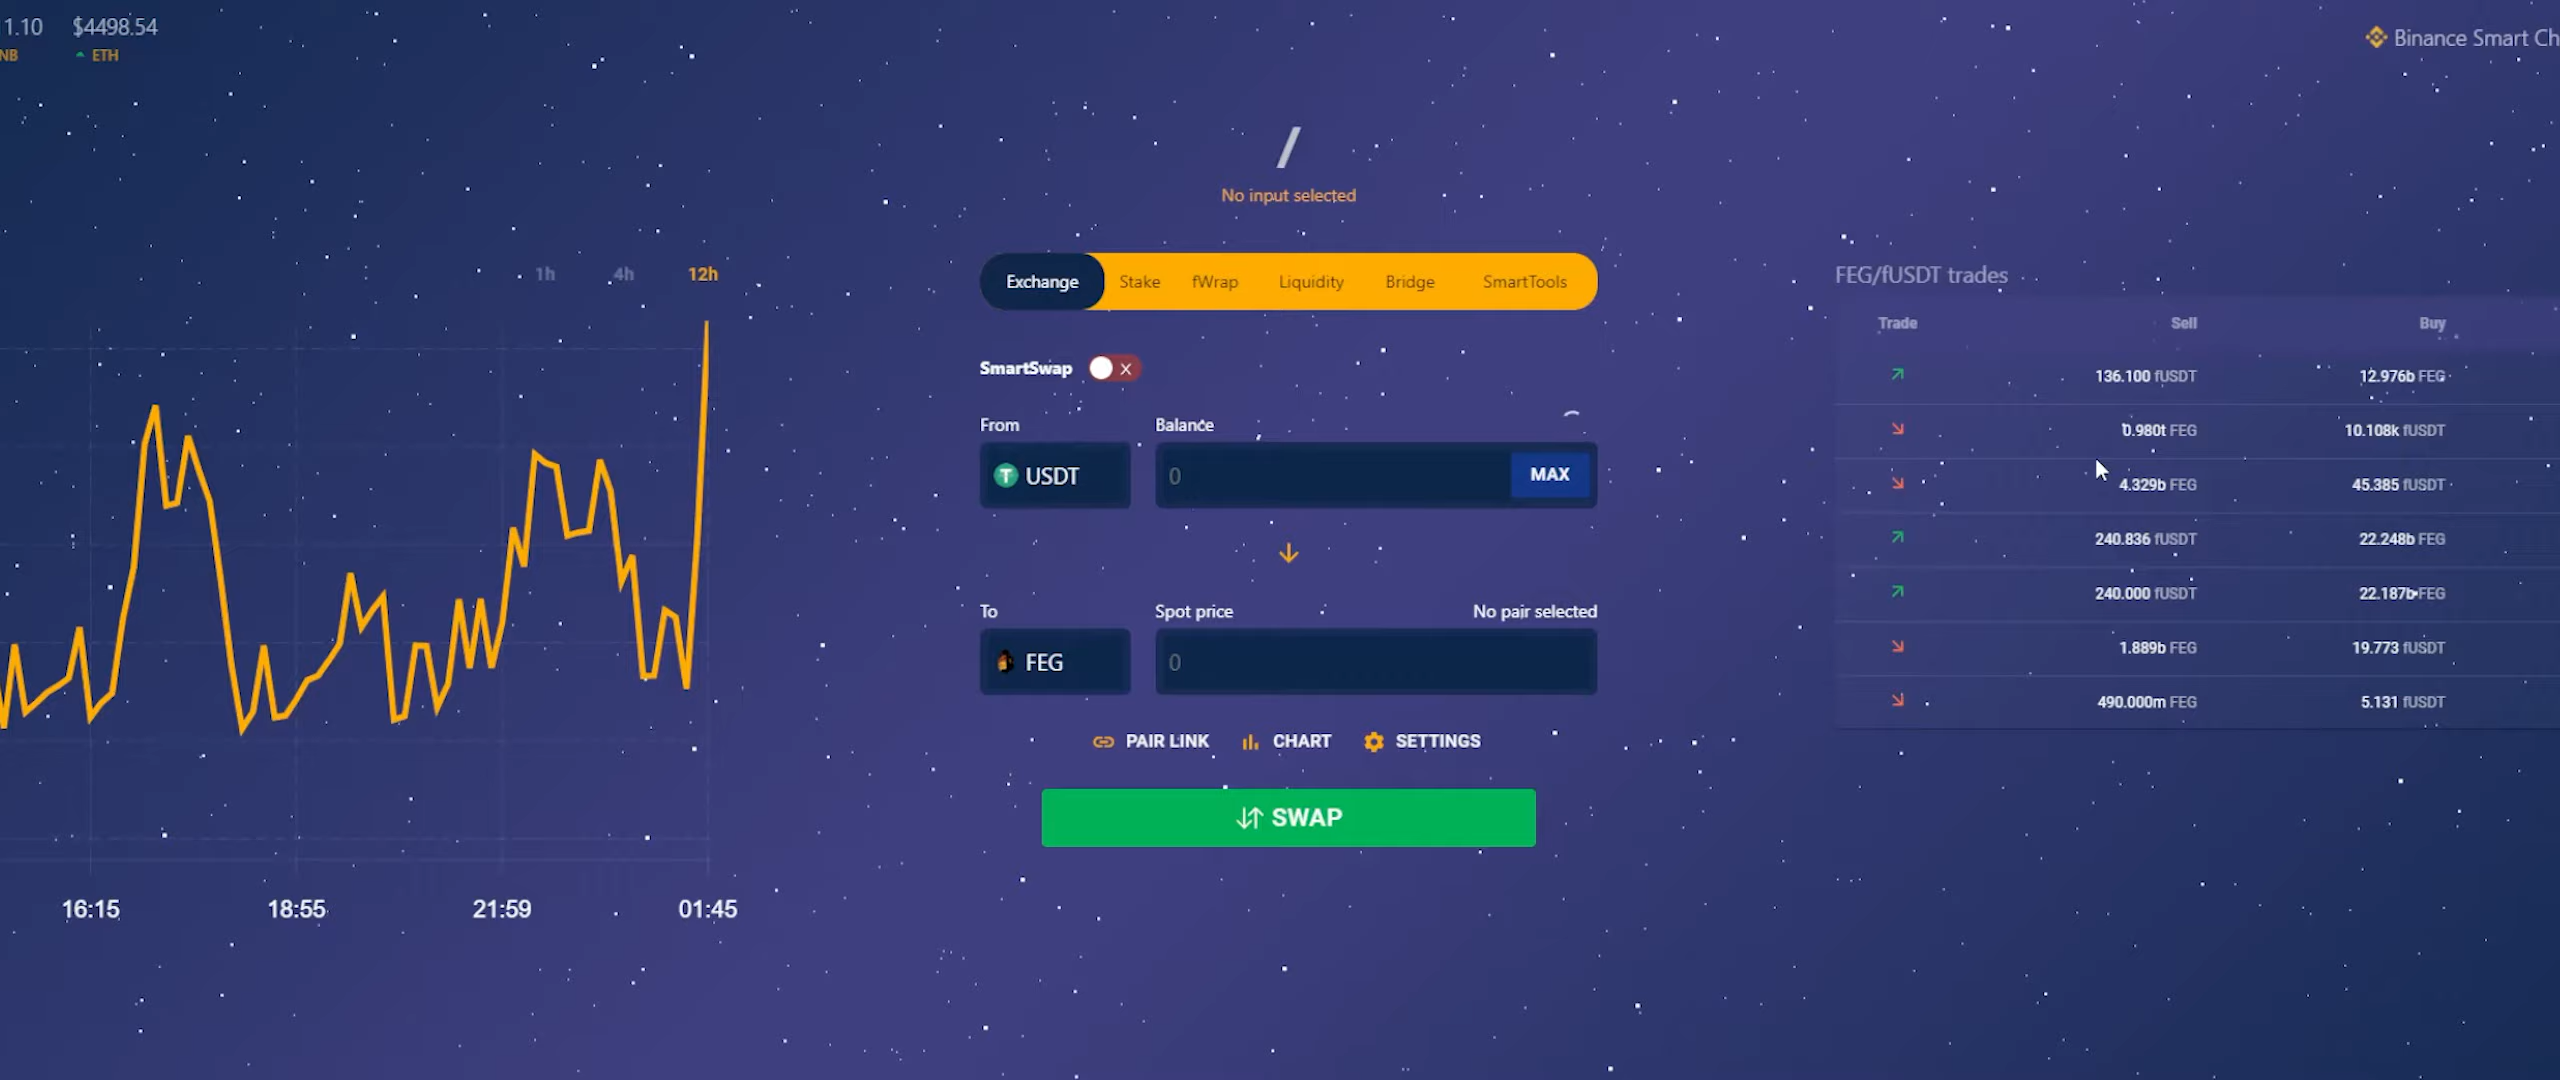 1.10 $4498.54
NB ETH
Binance Smart Ch
/
No input selected
1h 4h 12h
Exchange Stake fWrap Liquidity Bridge SmartTools
FEG/fUSDT trades
Trade Sell Buy
SmartSwap X
136.100 fUSDT 12.976b FEG
From Balance
0.980t FEG 10.108k fUSDT
USDT 0 MAX
4.329b FEG 45.385 fUSDT
240.836 fUSDT 22.248b FEG
240.000 fUSDT 22.187b FEG
To Spot price No pair selected
1.889b FEG 19.773 fUSDT
FEG 0
490.000m FEG 5.131 fUSDT
PAIR LINK CHART SETTINGS
SWAP
16:15 18:55 21:59 01:45